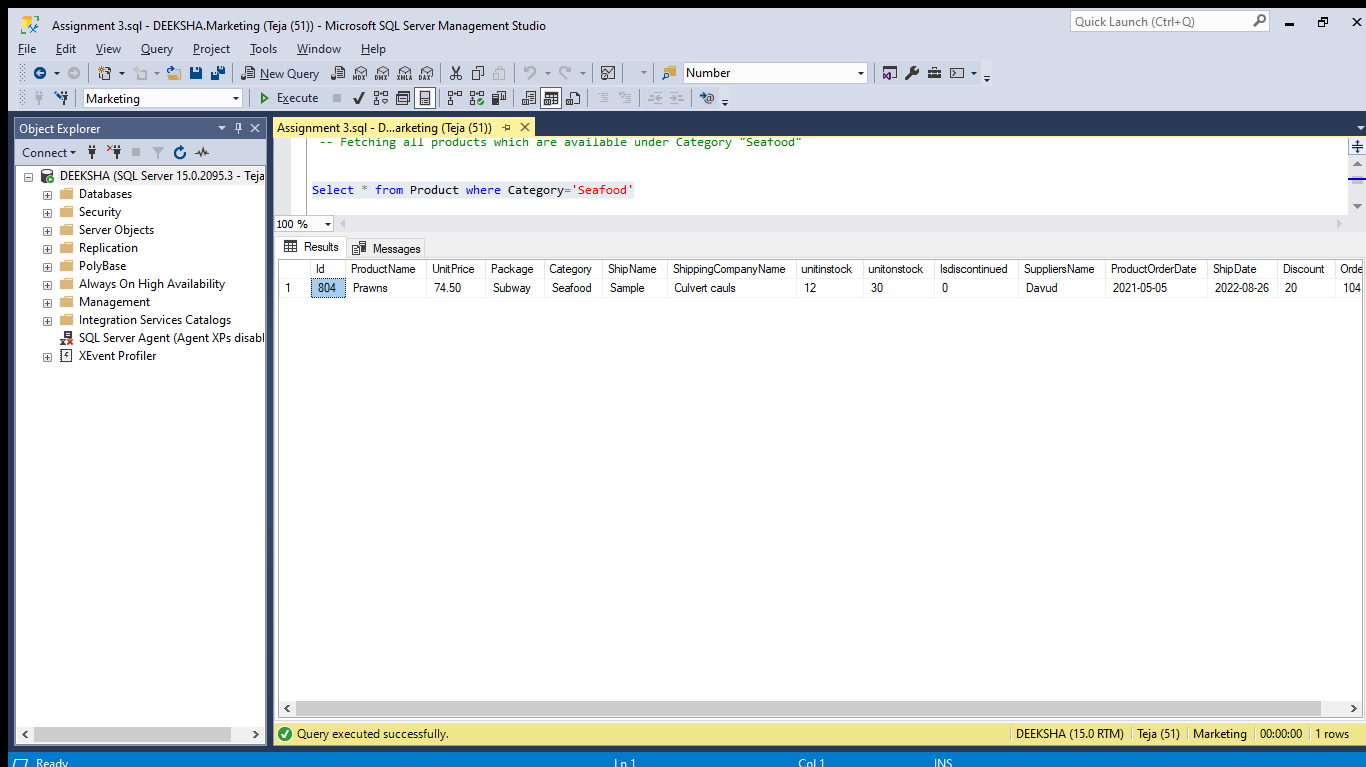 Assignment 3.sql - DEEKSHA.Marketing (Teja (51)) - Microsoft SQL Server Management Studio
Quick Launch (Ctrl+Q)
File Edit View Query Project Tools Window Help
New Query MDX DMX XMLA DAX Number
Marketing Execute
Object Explorer
Assignment 3.sql - D...arketing (Teja (51))
Connect
-- Fetching all products which are available under Category "Seafood"
DEEKSHA (SQL Server 15.0.2095.3 - Teja
Databases
Security
Server Objects
Replication
PolyBase
Always On High Availability
Management
Integration Services Catalogs
SQL Server Agent (Agent XPs disabl
XEvent Profiler
Select * from Product where Category='Seafood'
100 %
Results Messages
Id ProductName UnitPrice Package Category ShipName ShippingCompanyName unitinstock unitonstock Isdiscontinued SuppliersName ProductOrderDate ShipDate Discount Orde
1 804 Prawns 74.50 Subway Seafood Sample Culvert cauls 12 30 0 Davud 2021-05-05 2022-08-26 20 104
Query executed successfully. DEEKSHA (15.0 RTM) Teja (51) Marketing 00:00:00 1 rows
Ready Ln 1 Col 1 INS